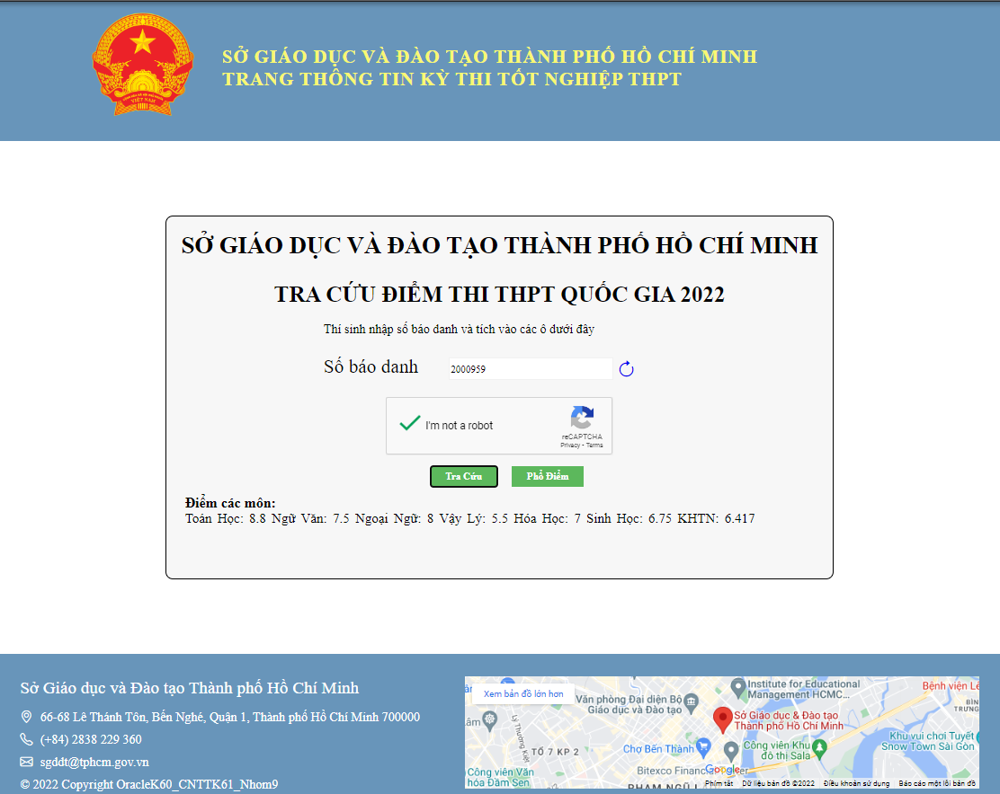 SỞ GIÁO DỤC VÀ ĐÀO TẠO THÀNH PHỐ HỒ CHÍ MINH
TRANG THÔNG TIN KỲ THI TỐT NGHIỆP THPT
VIỆT NAM
SỞ GIÁO DỤC VÀ ĐÀO TẠO THÀNH PHỐ HỒ CHÍ MINH
TRA CỨU ĐIỂM THI THPT QUỐC GIA 2022
Thí sinh nhập số báo danh và tích vào các ô dưới đây
Số báo danh 2000959
I'm not a robot
reCAPTCHA
Privacy - Terms
Tra Cứu Phổ Điểm
Điểm các môn:
Toán Học: 8.8 Ngữ Văn: 7.5 Ngoại Ngữ: 8 Vậy Lý: 5.5 Hóa Học: 7 Sinh Học: 6.75 KHTN: 6.417
Sở Giáo dục và Đào tạo Thành phố Hồ Chí Minh
66-68 Lê Thánh Tôn, Bến Nghé, Quận 1, Thành phố Hồ Chí Minh 700000
(+84) 2838 229 360
sgddt@tphcm.gov.vn
© 2022 Copyright OracleK60_CNTTK61_Nhom9
Xem bản đồ lớn hơn
Văn phòng Đại diện Bộ
Giáo dục và Đào tạo
Institute for Educational
Management HCMC...
Bệnh viện Lê
Sở Giáo dục & Đào tạo
Thành phố Hồ Chí Minh
Lý Thường Kiệt
TỔ 7 KP 2
Chợ Bến Thành
Công viên Khu
đô thị Sala
Khu vui chơi Tuyết
Snow Town Sài Gòn
Công viên Văn
hóa Đầm Sen
Bitexco Financ
Google
PHẠM NGŨ L
Phím tắt Dữ liệu bản đồ ©2022 Điều khoản sử dụng Báo cáo một lỗi bản đồ